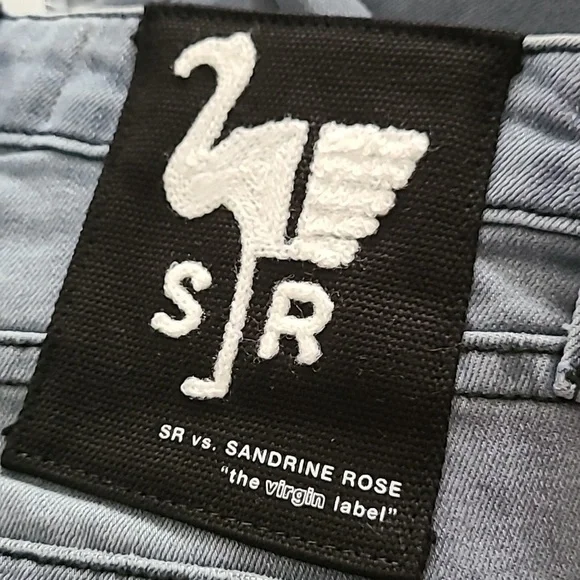 S R
SR vs. SANDRINE ROSE
"the virgin label"